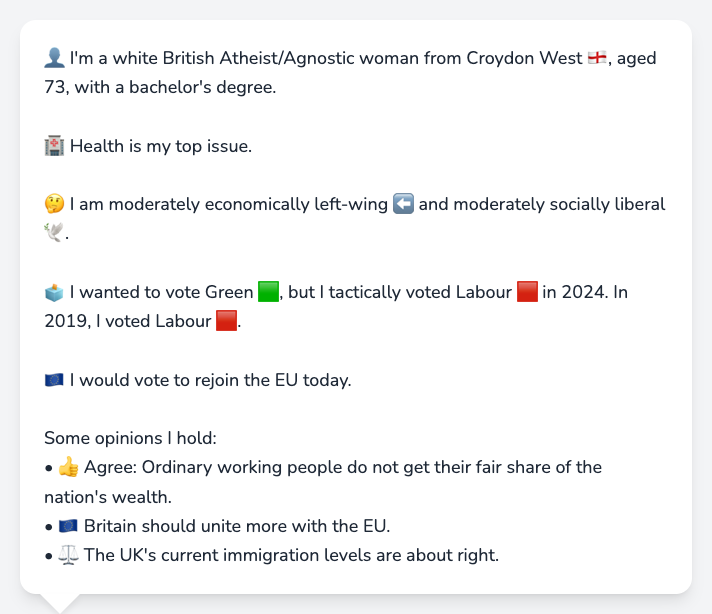 👤 I'm a white British Atheist/Agnostic woman from Croydon West 🏴󠁧󠁢󠁥󠁮󠁧󠁿, aged
73, with a bachelor's degree.
🏥 Health is my top issue.
🤔 I am moderately economically left-wing ⬅️ and moderately socially liberal
🕊️.
🗳️ I wanted to vote Green 🟩, but I tactically voted Labour 🟥 in 2024. In
2019, I voted Labour 🟥.
🇪🇺 I would vote to rejoin the EU today.
Some opinions I hold:
• 👍 Agree: Ordinary working people do not get their fair share of the
nation's wealth.
• 🇪🇺 Britain should unite more with the EU.
• ⚖️ The UK's current immigration levels are about right.